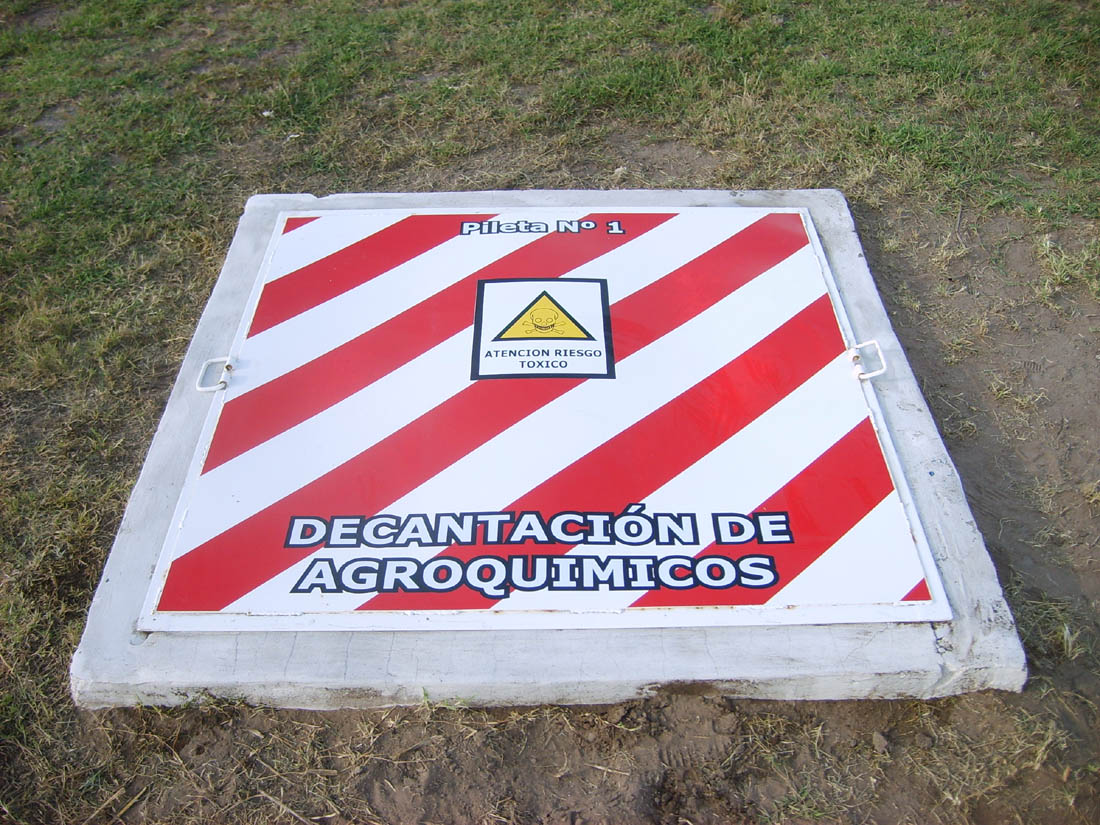 Pileta Nº 1
ATENCION RIESGO
TOXICO
DECANTACIÓN DE
AGROQUIMICOS